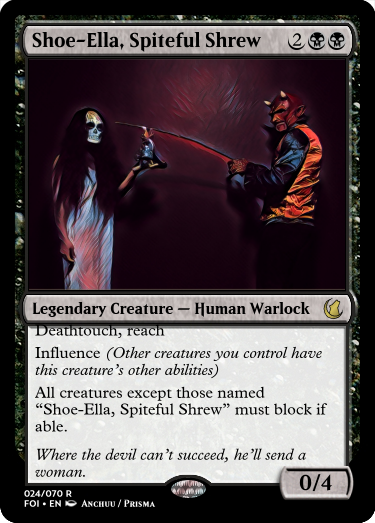 Shoe-Ella, Spiteful Shrew 2
Legendary Creature — Human Warlock
Deathtouch, reach
Influence (Other creatures you control have
this creature's other abilities)
All creatures except those named
“Shoe-Ella, Spiteful Shrew” must block if
able.
Where the devil can't succeed, he'll send a
woman.
0/4
024/070 R
FOI • EN Anchuu / Prisma